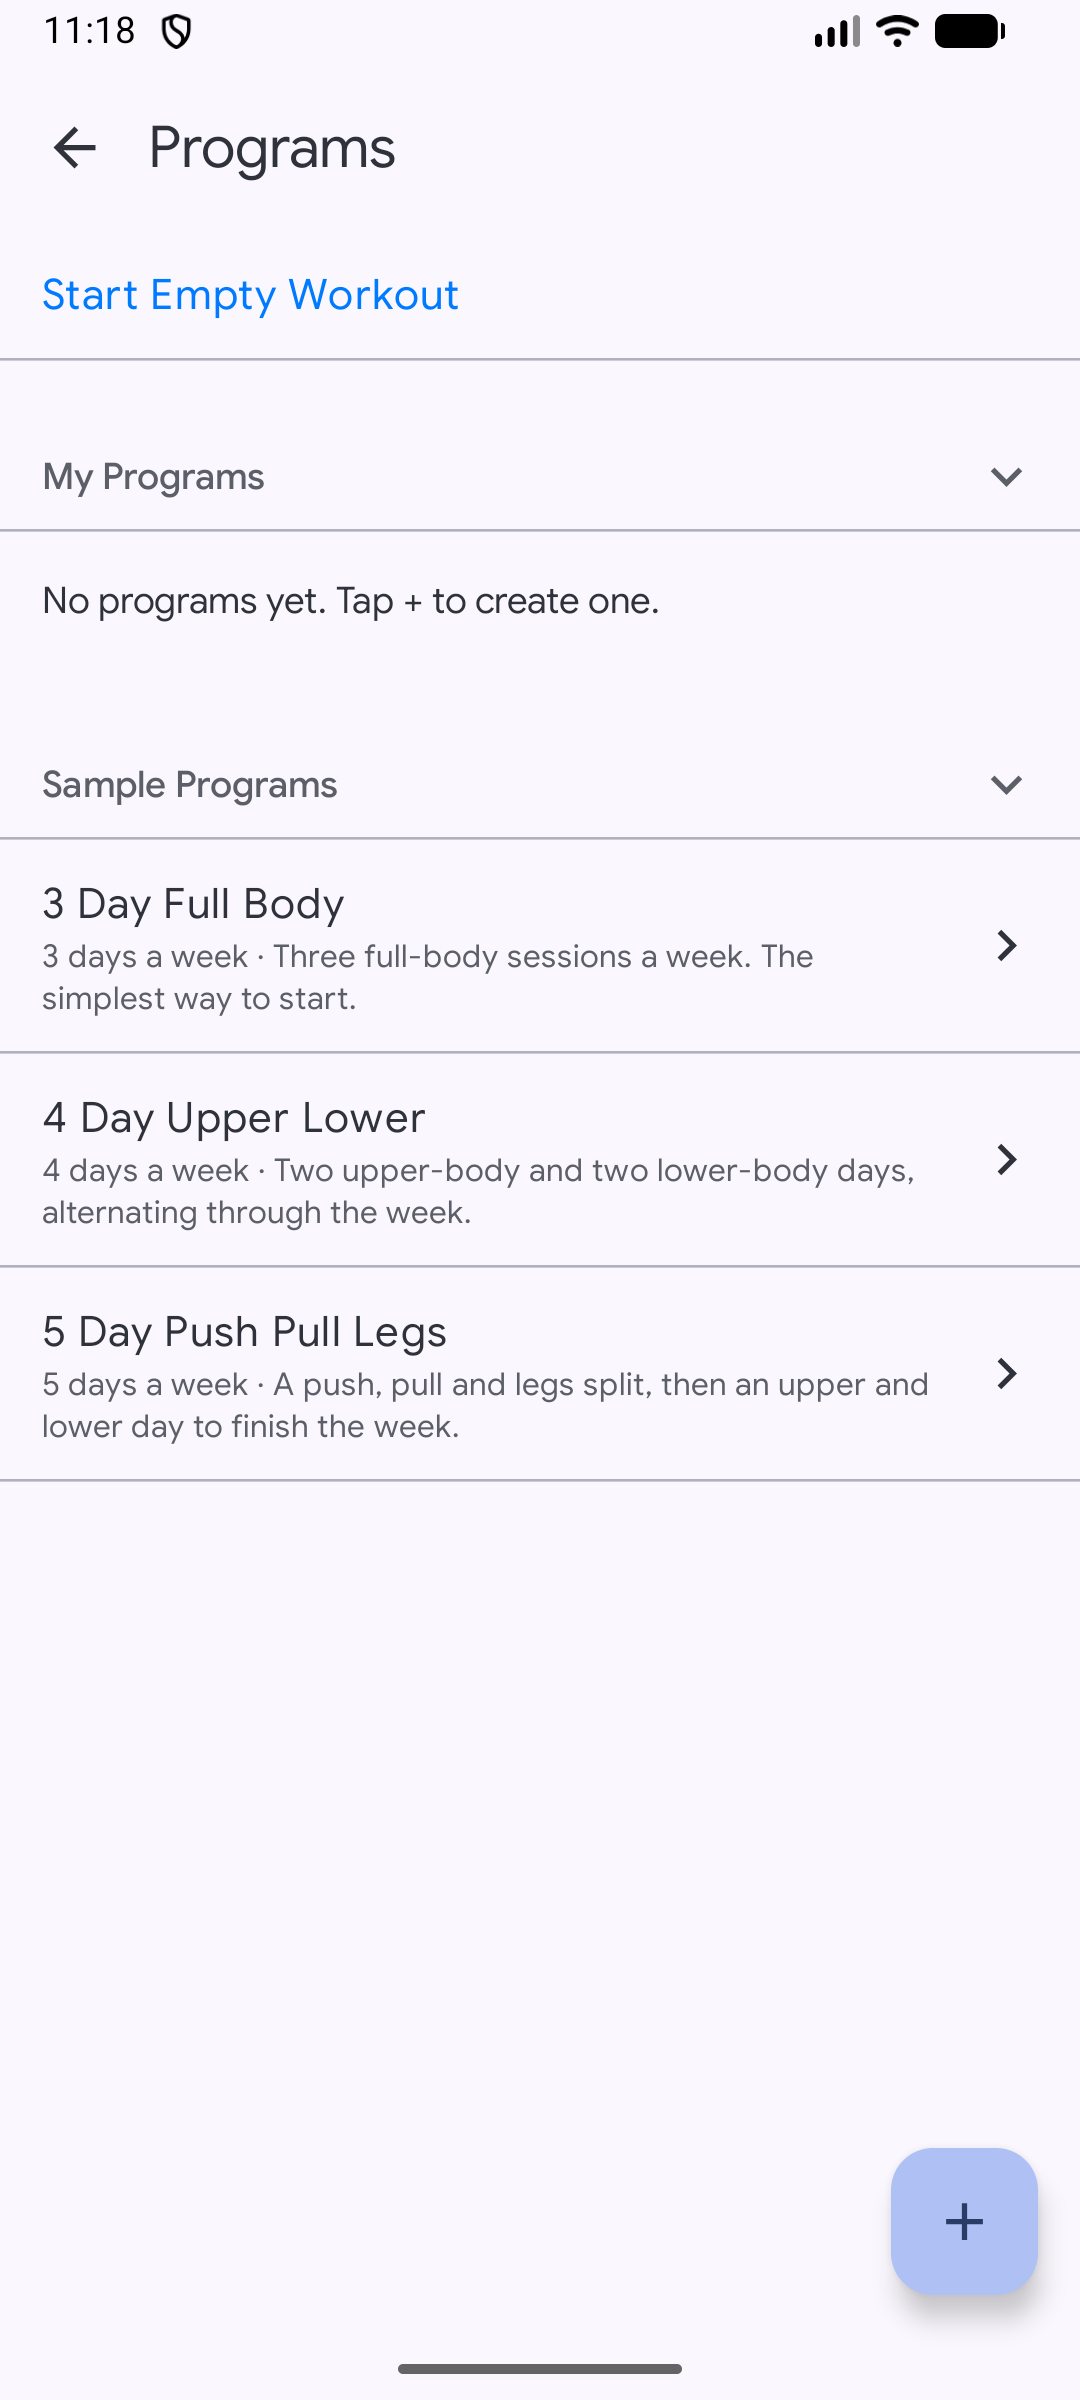 11:18
Programs
Start Empty Workout
My Programs
No programs yet. Tap + to create one.
Sample Programs
3 Day Full Body
3 days a week · Three full-body sessions a week. The
simplest way to start.
4 Day Upper Lower
4 days a week · Two upper-body and two lower-body days,
alternating through the week.
5 Day Push Pull Legs
5 days a week · A push, pull and legs split, then an upper and
lower day to finish the week.